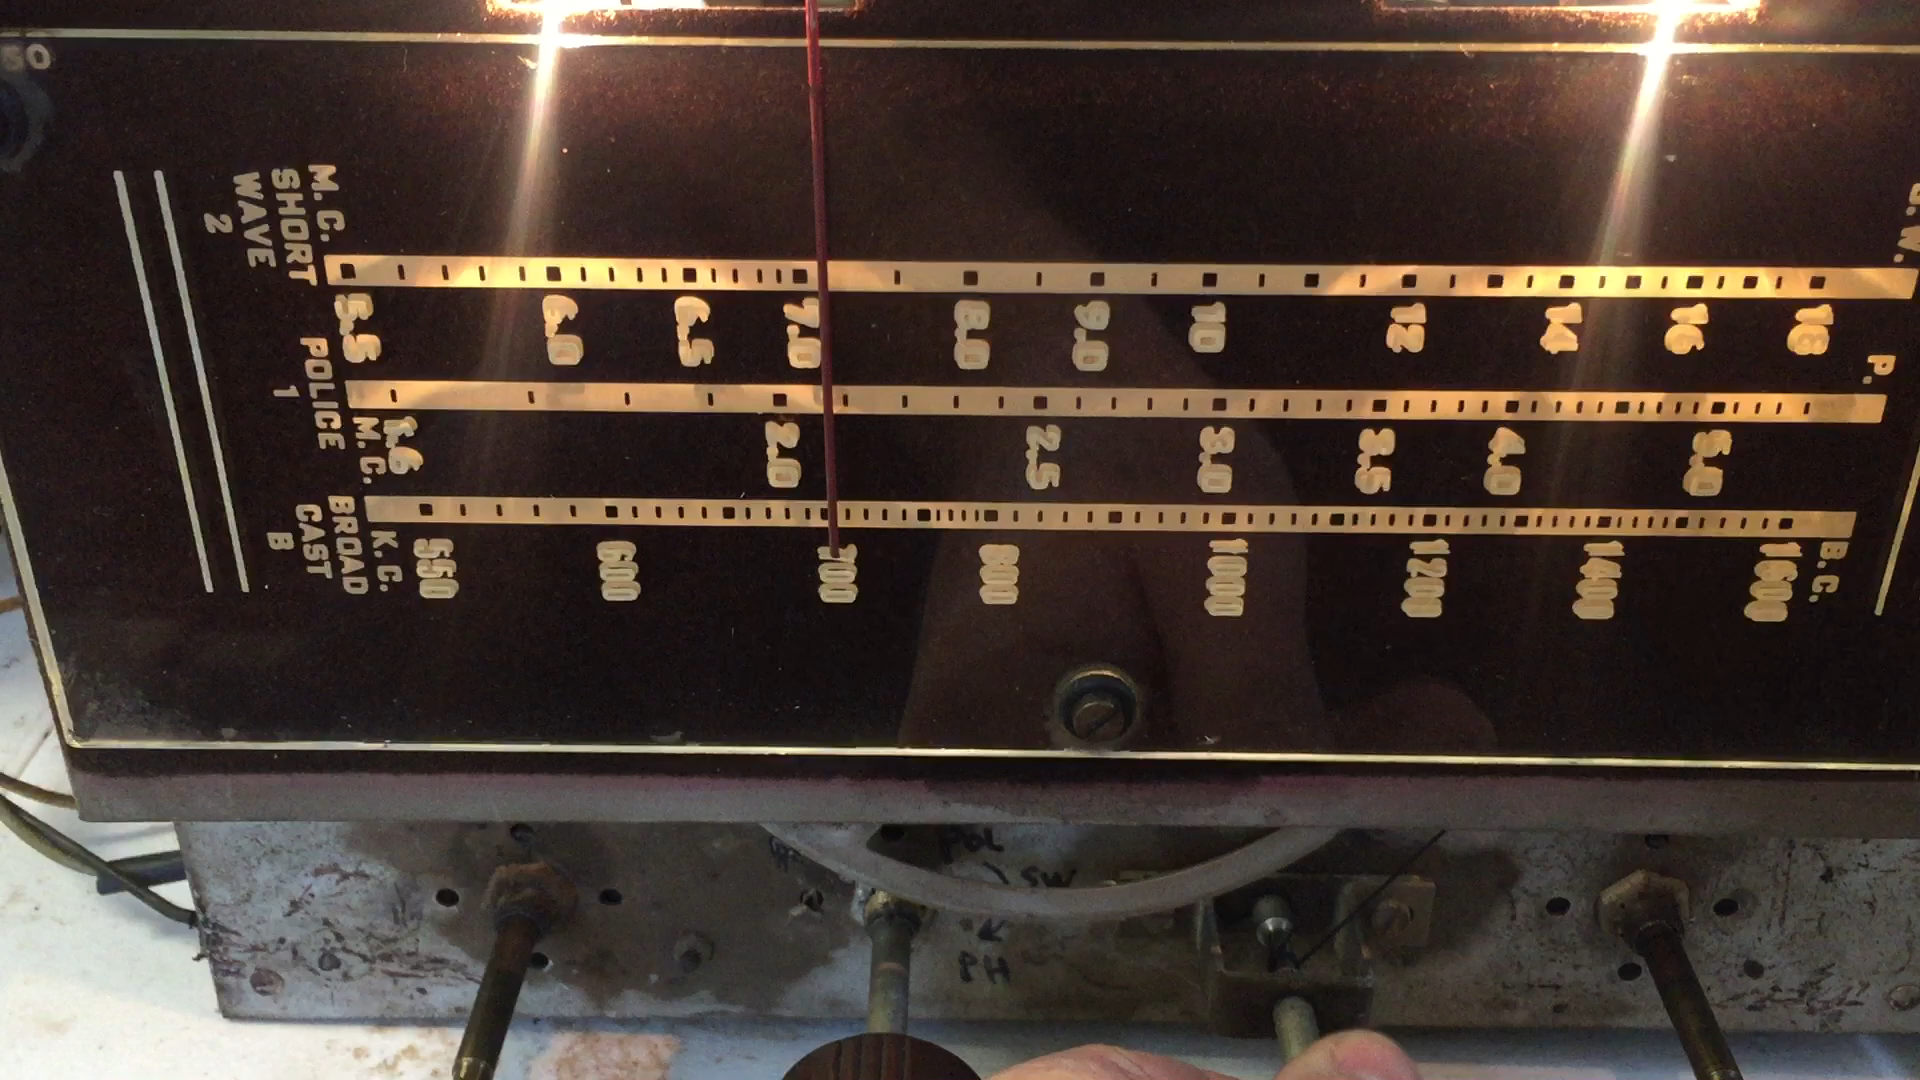 50
M.C.
SHORT
WAVE
2
5.5 6.0 6.5 7.0 8.0 9.0 10 12 14 16 18
S.W.
POLICE
1
M.C.
1.6 2.0 2.5 3.0 3.5 4.0 5.0
P.
BROAD
CAST
B
K.C.
550 600 700 800 1000 1200 1400 1600
B.C.
POL
SW
PH